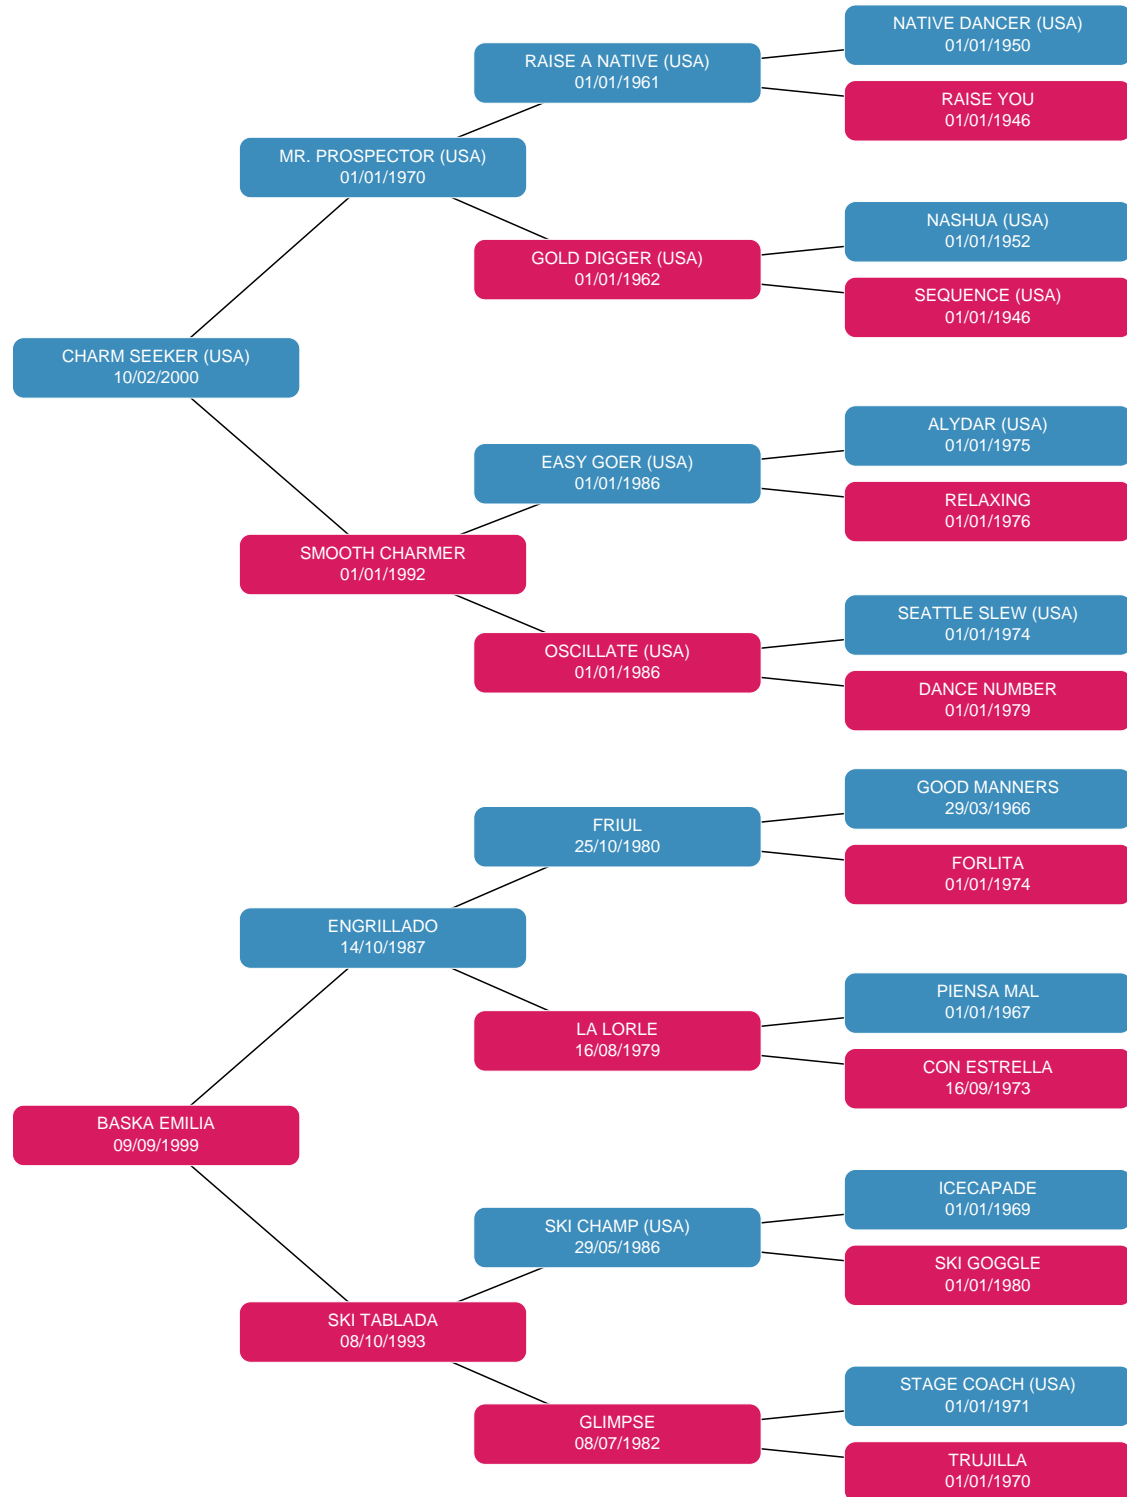 NATIVE DANCER (USA)
01/01/1950
RAISE A NATIVE (USA)
01/01/1961
RAISE YOU
01/01/1946
MR. PROSPECTOR (USA)
01/01/1970
NASHUA (USA)
01/01/1952
GOLD DIGGER (USA)
01/01/1962
SEQUENCE (USA)
01/01/1946
CHARM SEEKER (USA)
10/02/2000
ALYDAR (USA)
01/01/1975
EASY GOER (USA)
01/01/1986
RELAXING
01/01/1976
SMOOTH CHARMER
01/01/1992
SEATTLE SLEW (USA)
01/01/1974
OSCILLATE (USA)
01/01/1986
DANCE NUMBER
01/01/1979
GOOD MANNERS
29/03/1966
FRIUL
25/10/1980
FORLITA
01/01/1974
ENGRILLADO
14/10/1987
PIENSA MAL
01/01/1967
LA LORLE
16/08/1979
CON ESTRELLA
16/09/1973
BASKA EMILIA
09/09/1999
ICECAPADE
01/01/1969
SKI CHAMP (USA)
29/05/1986
SKI GOGGLE
01/01/1980
SKI TABLADA
08/10/1993
STAGE COACH (USA)
01/01/1971
GLIMPSE
08/07/1982
TRUJILLA
01/01/1970